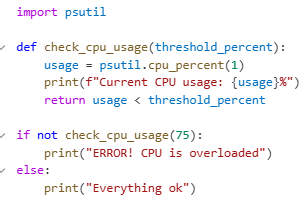 import psutil

def check_cpu_usage(threshold_percent):
    usage = psutil.cpu_percent(1)
    print(f"Current CPU usage: {usage}%")
    return usage < threshold_percent

if not check_cpu_usage(75):
    print("ERROR! CPU is overloaded")
else:
    print("Everything ok")